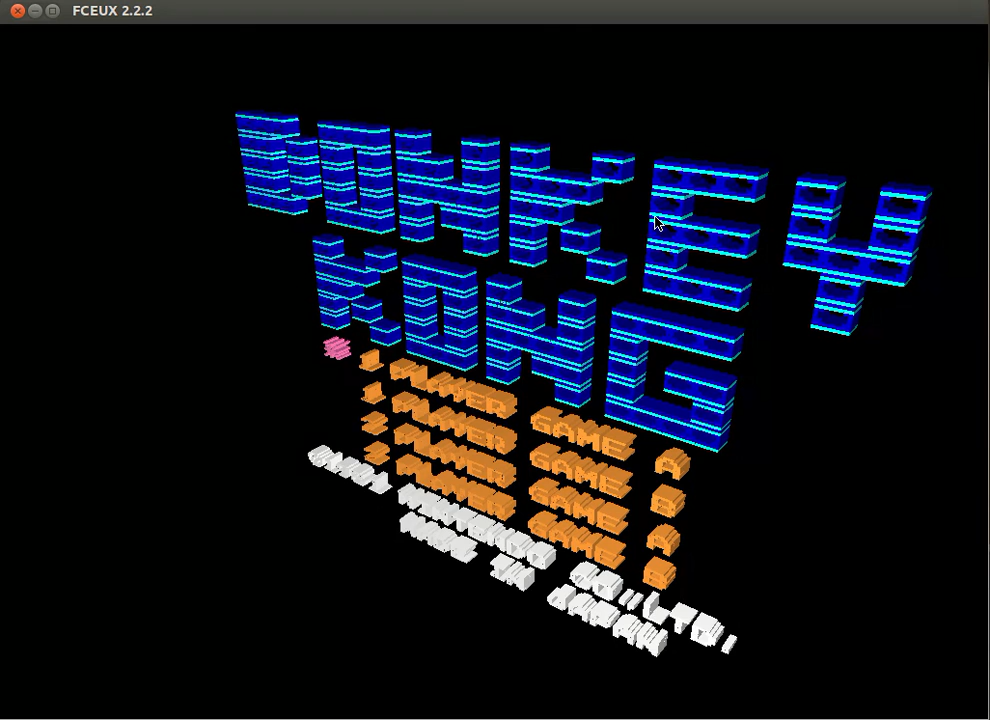 FCEUX 2.2.2
DONKEY
KONG
1 PLAYER GAME A
1 PLAYER GAME B
2 PLAYER GAME A
2 PLAYER GAME B
©1981 NINTENDO CO.,LTD.
MADE IN JAPAN